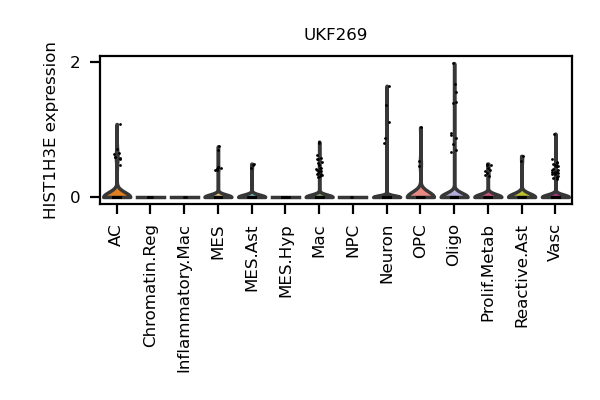 UKF269
HIST1H3E expression
2
0
AC
Chromatin.Reg
Inflammatory.Mac
MES
MES.Ast
MES.Hyp
Mac
NPC
Neuron
OPC
Oligo
Prolif.Metab
Reactive.Ast
Vasc